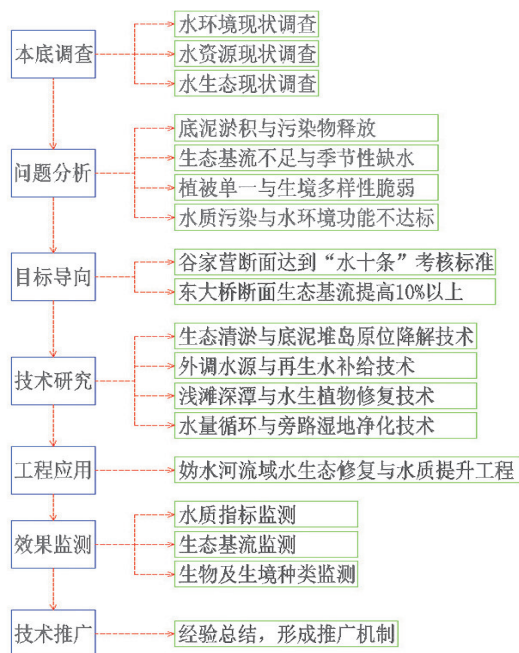 本底调查
水环境现状调查
水资源现状调查
水生态现状调查
问题分析
底泥淤积与污染物释放
生态基流不足与季节性缺水
植被单一与生境多样性脆弱
水质污染与水环境功能不达标
目标导向
谷家营断面达到“水十条”考核标准
东大桥断面生态基流提高10%以上
技术研究
生态清淤与底泥堆岛原位降解技术
外调水源与再生水补给技术
浅滩深潭与水生植物修复技术
水量循环与旁路湿地净化技术
工程应用
妫水河流域水生态修复与水质提升工程
效果监测
水质指标监测
生态基流监测
生物及生境种类监测
技术推广
经验总结，形成推广机制